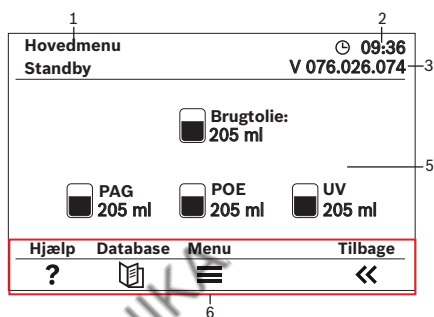 1 2
Hovedmenu 09:36
Standby V 076.026.074 3
Brugtolie:
205 ml
5
PAG POE UV
205 ml 205 ml 205 ml
Hjælp Database Menu Tilbage
?
6